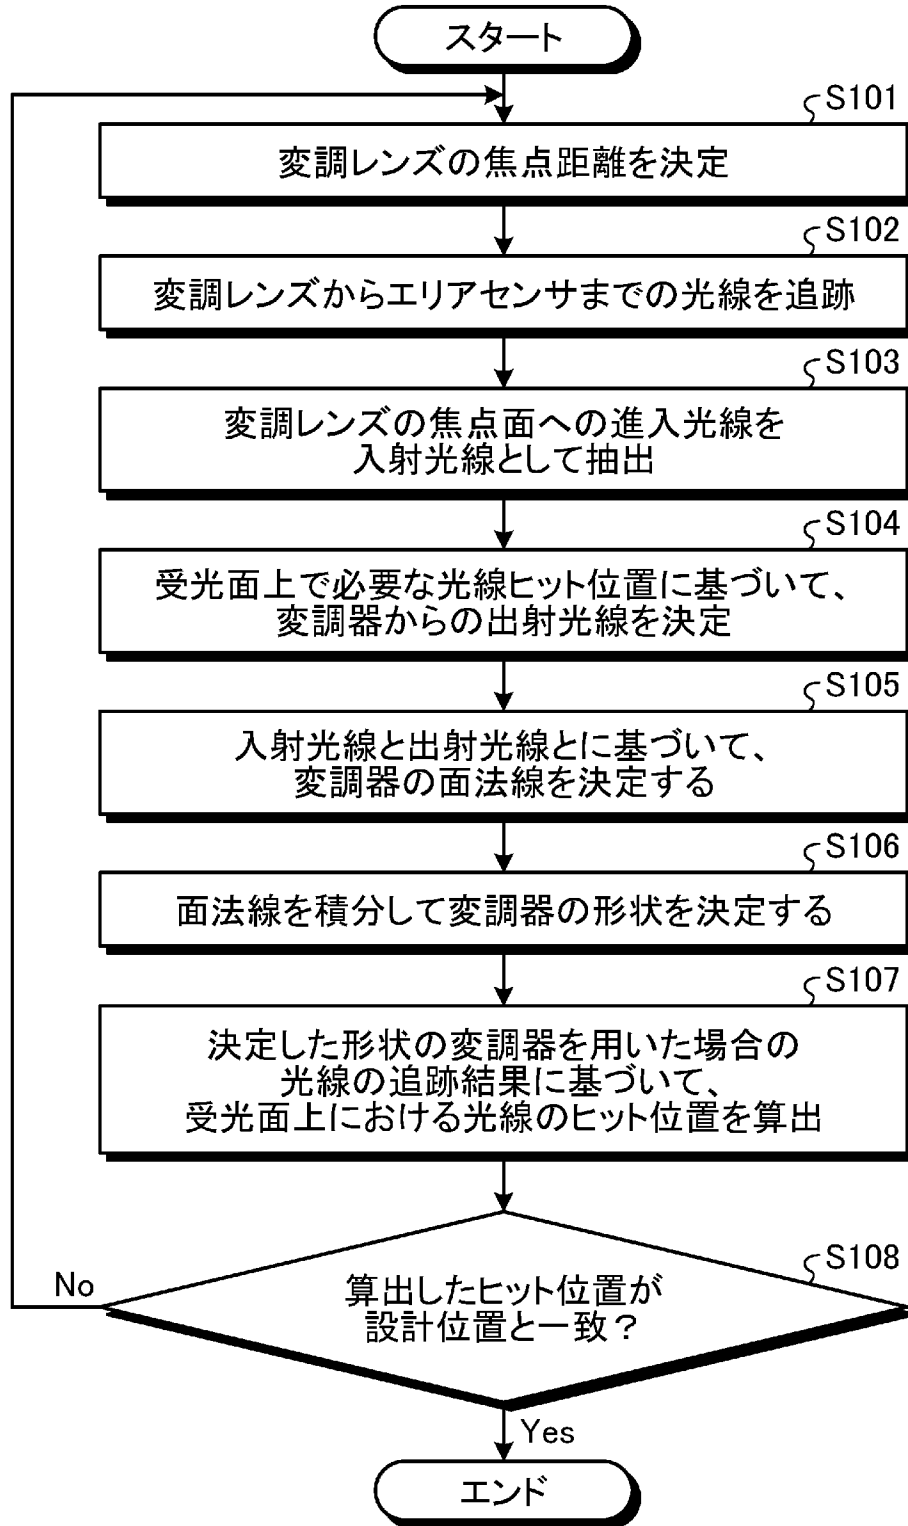 スタート
S101
変調レンズの焦点距離を決定
S102
変調レンズからエリアセンサまでの光線を追跡
S103
変調レンズの焦点面への進入光線を
入射光線として抽出
S104
受光面上で必要な光線ヒット位置に基づいて、
変調器からの出射光線を決定
S105
入射光線と出射光線とに基づいて、
変調器の面法線を決定する
S106
面法線を積分して変調器の形状を決定する
S107
決定した形状の変調器を用いた場合の
光線の追跡結果に基づいて、
受光面上における光線のヒット位置を算出
S108
No
算出したヒット位置が
設計位置と一致？
Yes
エンド